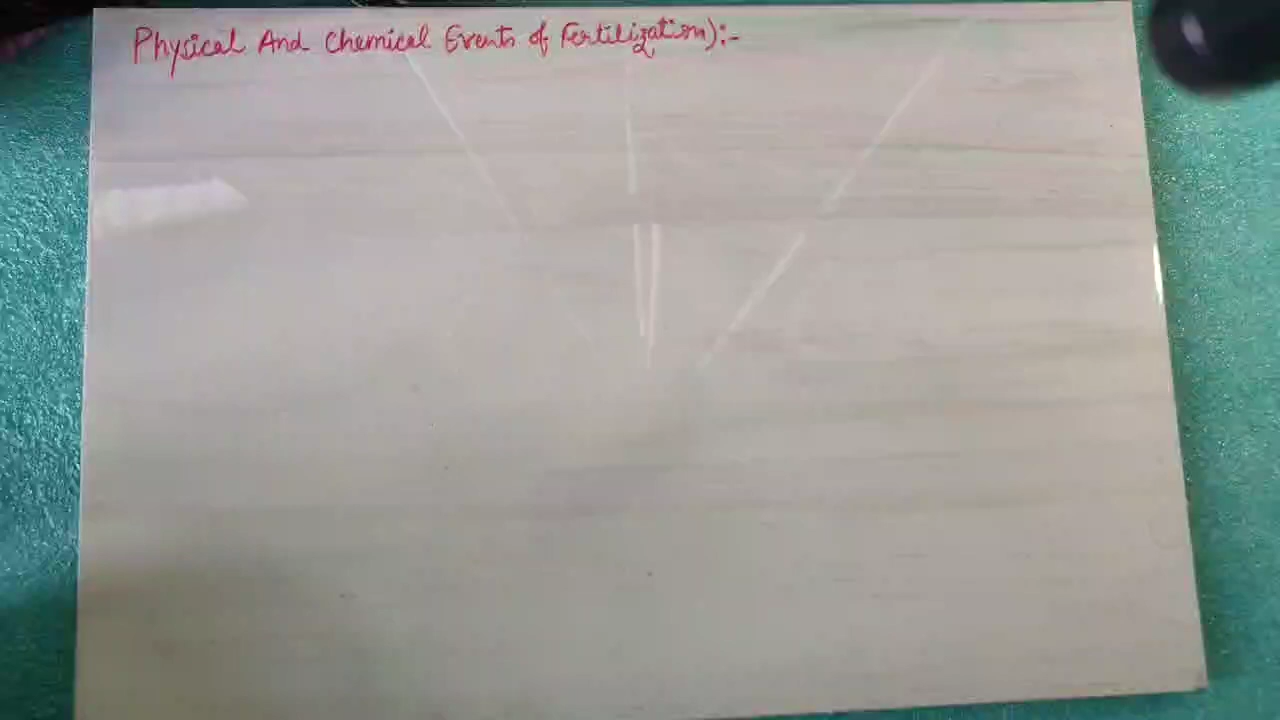 Physical And Chemical Events of Fertilization):-